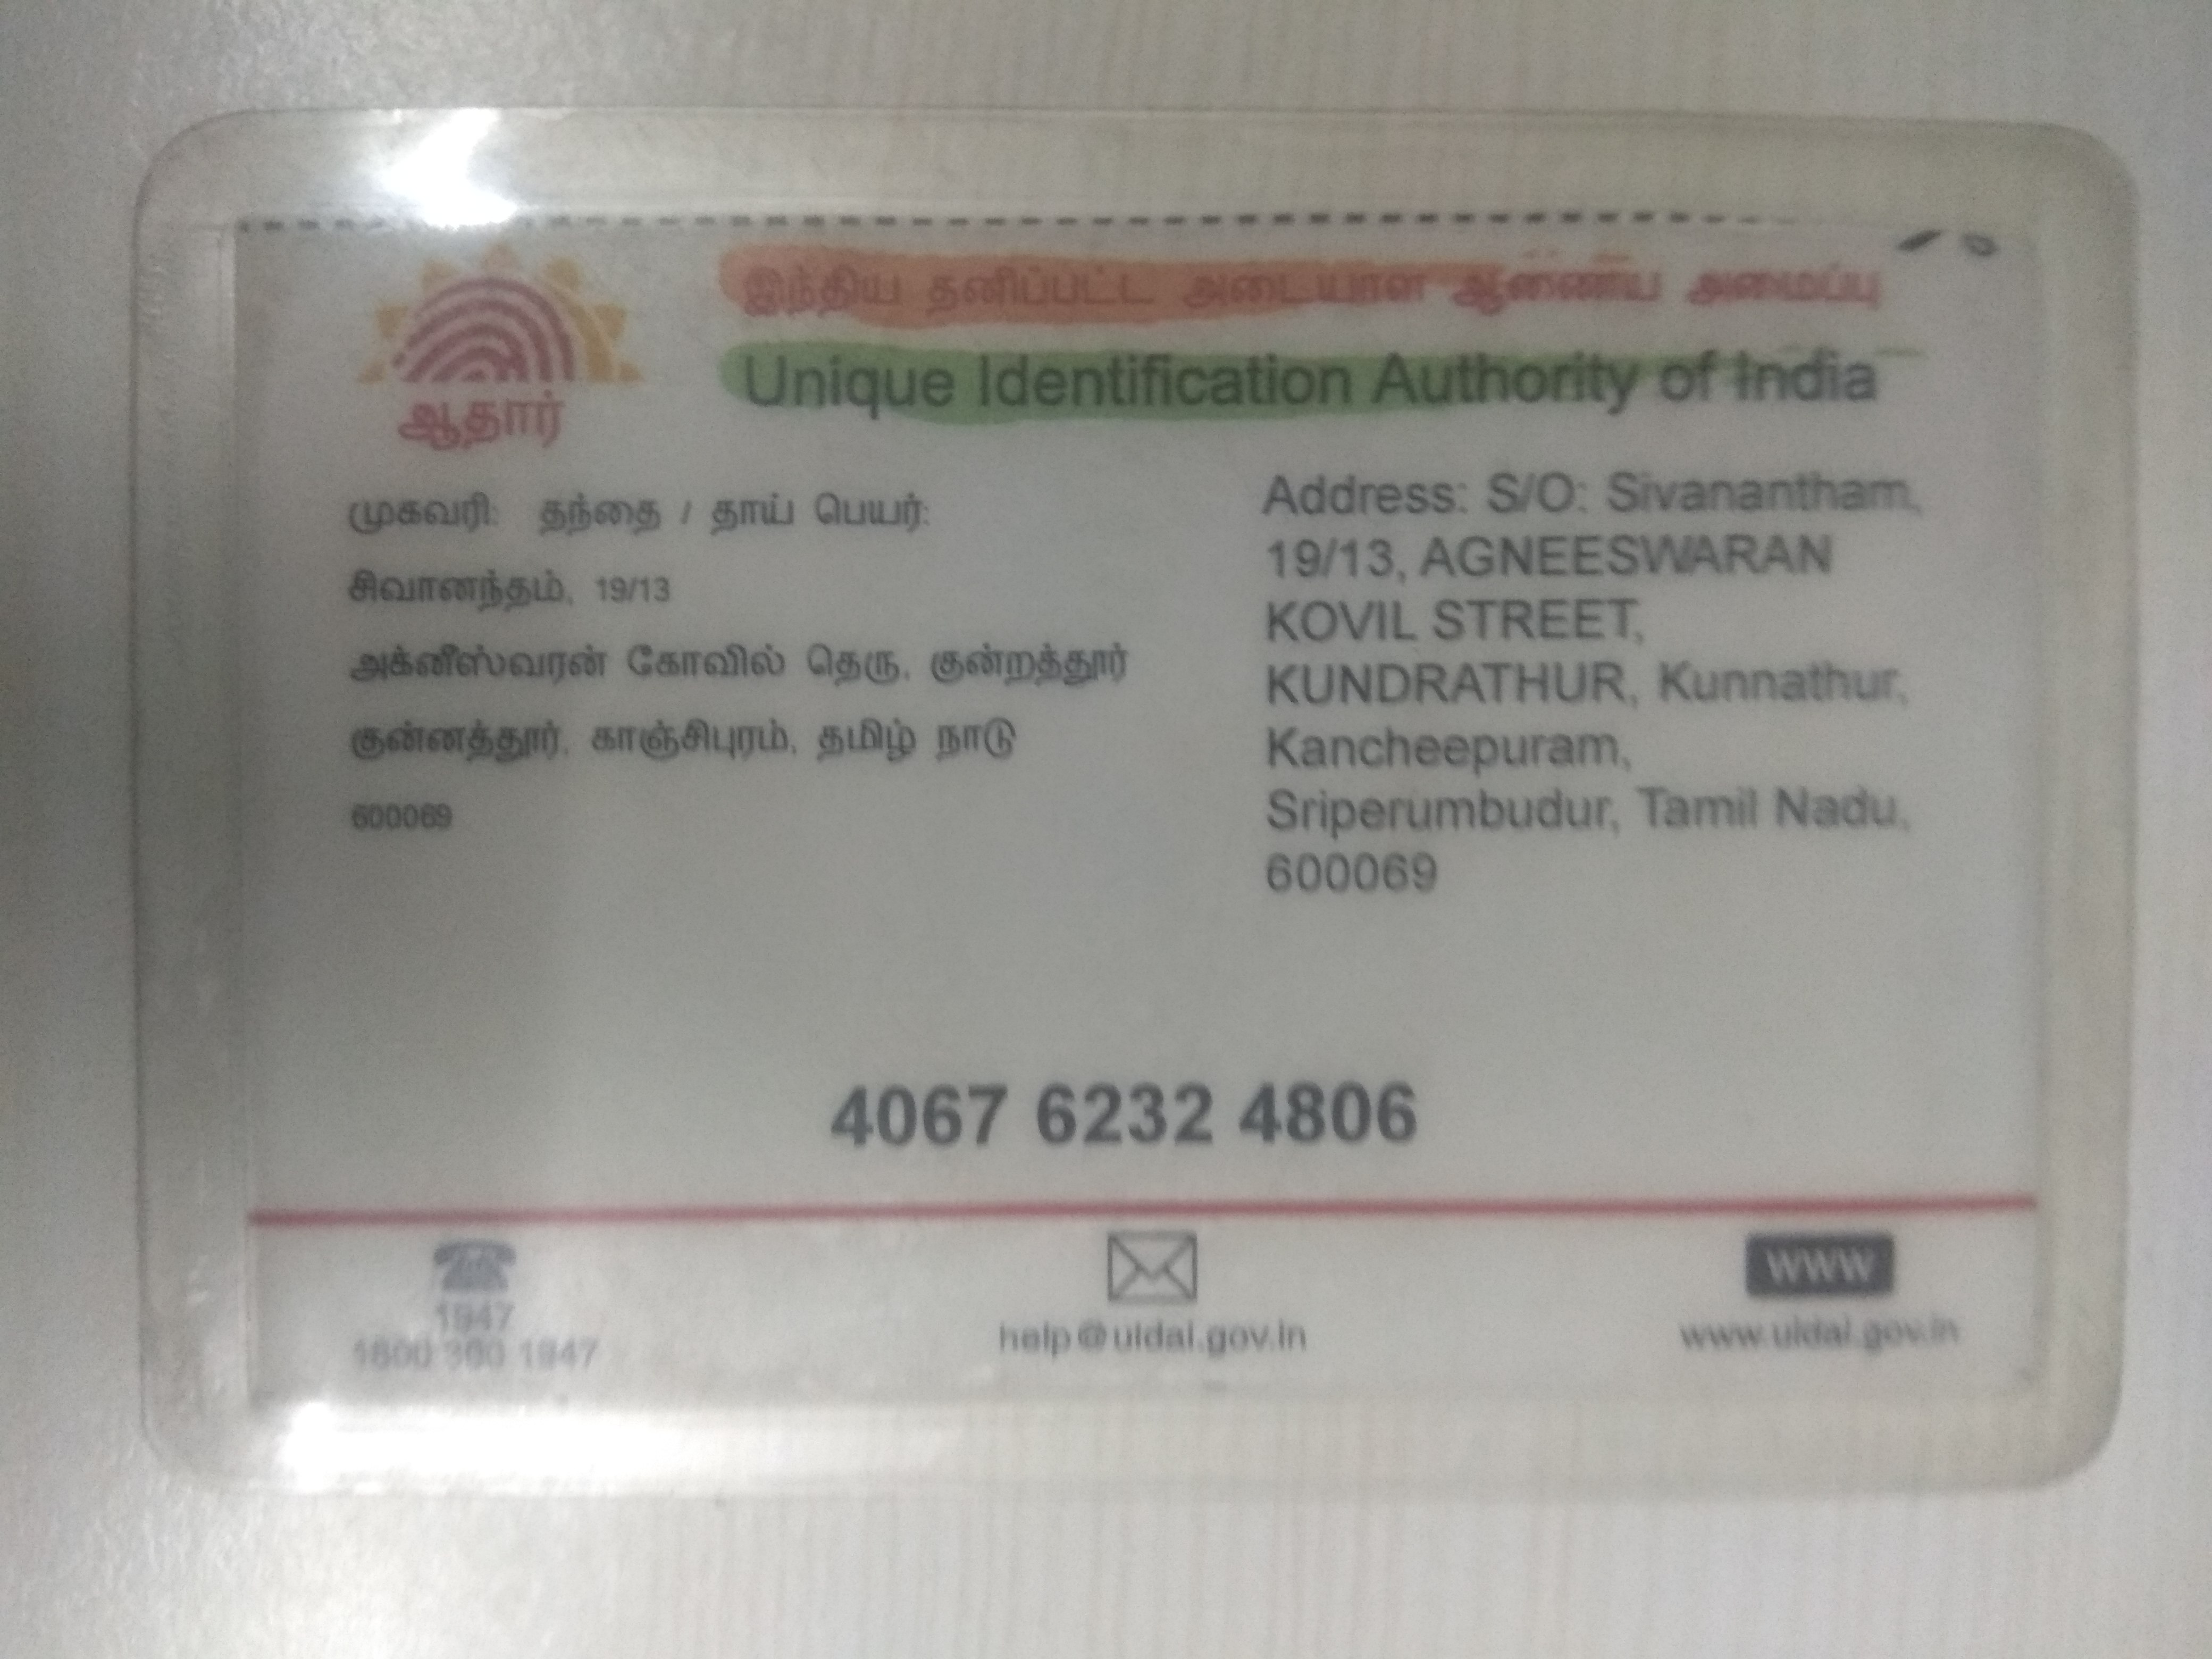 ஆதார்
இந்திய தனிப்பட்ட அடையாள ஆணைய அமைப்பு
Unique Identification Authority of India
முகவரி: தந்தை / தாய் பெயர்:
சிவானந்தம், 19/13
அக்னீஸ்வரன் கோவில் தெரு, குன்றத்தூர்
குன்னத்தூர், காஞ்சிபுரம், தமிழ் நாடு
600069
Address: S/O: Sivanantham,
19/13, AGNEESWARAN
KOVIL STREET,
KUNDRATHUR, Kunnathur,
Kancheepuram,
Sriperumbudur, Tamil Nadu,
600069
4067 6232 4806
1947
1800 300 1947
help@uidai.gov.in
WWW
www.uidai.gov.in